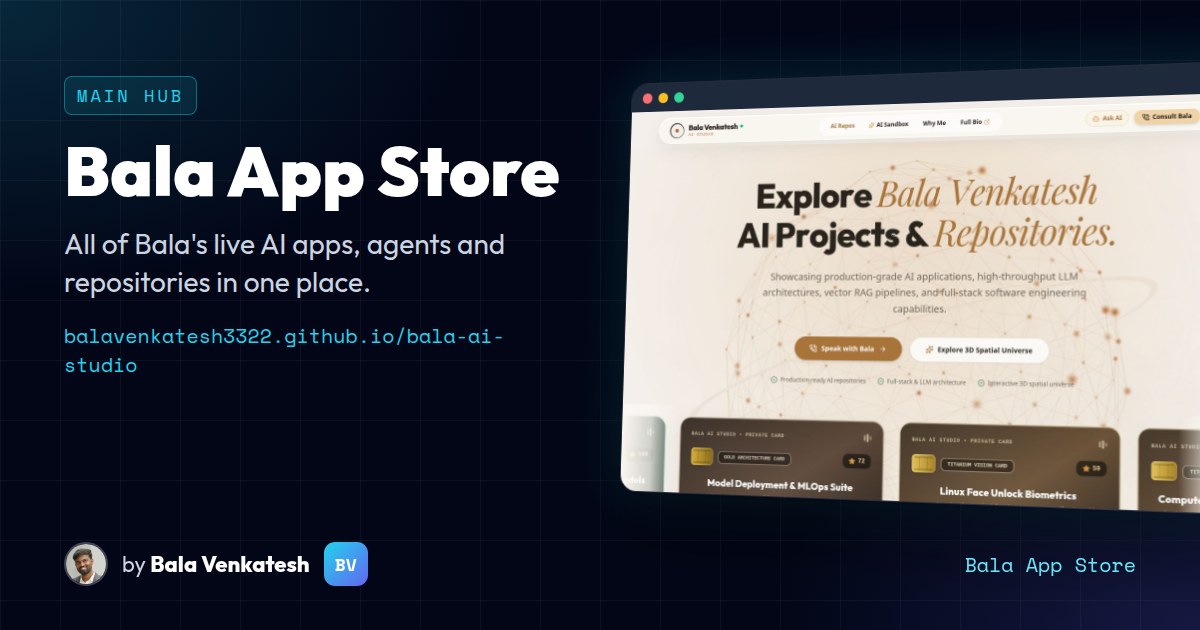 MAIN HUB
Bala App Store
All of Bala's live AI apps, agents and
repositories in one place.
balavenkatesh3322.github.io/bala-ai-
studio
by Bala Venkatesh
BV
Bala App Store
Bala Venkatesh
AI Repos
AI Sandbox
Why Me
Full Bio
Ask AI
Consult Bala
Explore Bala Venkatesh
AI Projects & Repositories.
Showcasing production-grade AI applications, high-throughput LLM
architectures, vector RAG pipelines, and full-stack software engineering
capabilities.
Speak with Bala →
Explore 3D Spatial Universe
Production-ready AI repositories
Full-stack & LLM architecture
Interactive 3D spatial universe
BALA AI STUDIO • PRIVATE CARD
GOLD ARCHITECTURE CARD
72
Model Deployment & MLOps Suite
BALA AI STUDIO • PRIVATE CARD
TITANIUM VISION CARD
Linux Face Unlock Biometrics
BALA AI